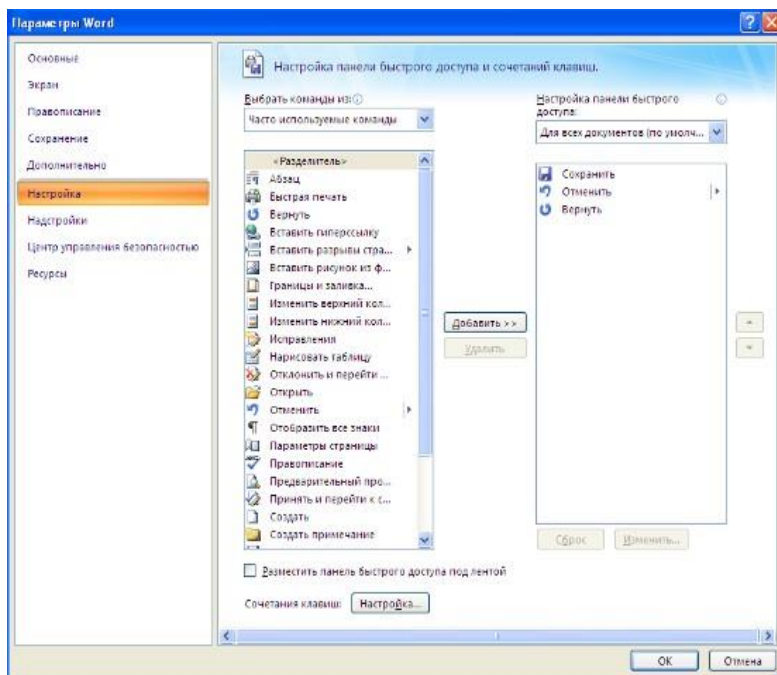 Параметры Word
Основные
Экран
Правописание
Сохранение
Дополнительно
Настройка
Надстройки
Центр управления безопасностью
Ресурсы
Настройка панели быстрого доступа и сочетаний клавиш.
Выбрать команды из:
Часто используемые команды
<Разделитель>
Абзац
Быстрая печать
Вернуть
Вставить гиперссылку
Вставить разрывы стра...
Вставить рисунок из ф...
Границы и заливка...
Изменить верхний кол...
Изменить нижний кол...
Исправления
Нарисовать таблицу
Отклонить и перейти ...
Открыть
Отменить
Отобразить все знаки
Параметры страницы
Правописание
Предварительный про...
Принять и перейти к с...
Создать
Создать примечание
Добавить >>
Удалить
Настройка панели быстрого
доступа:
Для всех документов (по умолч...
Сохранить
Отменить
Вернуть
Сброс
Изменить...
Разместить панель быстрого доступа под лентой
Сочетания клавиш:
Настройка...
ОК
Отмена